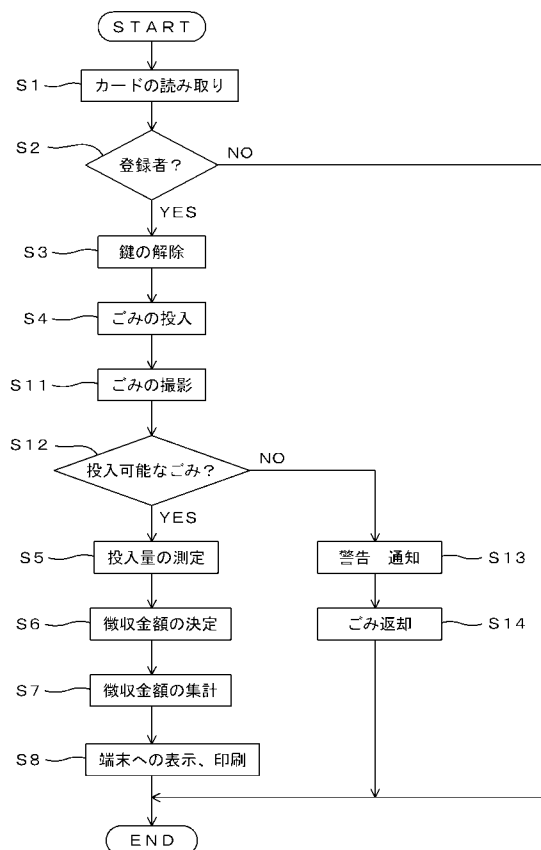 START
S1 カードの読み取り
S2 登録者? NO
YES
S3 鍵の解除
S4 ごみの投入
S11 ごみの撮影
S12 投入可能なごみ? NO
YES
S5 投入量の測定 警告 通知 S13
S6 徴収金額の決定 ごみ返却 S14
S7 徴収金額の集計
S8 端末への表示、印刷
END